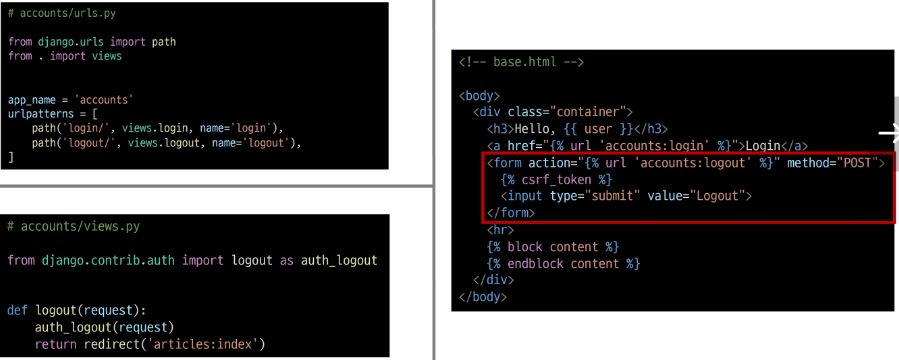 # accounts/urls.py
from django.urls import path
from . import views
app_name = 'accounts'
urlpatterns = [
    path('login/', views.login, name='login'),
    path('logout/', views.logout, name='logout'),
]
# accounts/views.py
from django.contrib.auth import logout as auth_logout
def logout(request):
    auth_logout(request)
    return redirect('articles:index')
<!-- base.html -->
<body>
  <div class="container">
    <h3>Hello, {{ user }}</h3>
    <a href="{% url 'accounts:login' %}">Login</a>
    <form action="{% url 'accounts:logout' %}" method="POST">
      {% csrf_token %}
      <input type="submit" value="Logout">
    </form>
    <hr>
    {% block content %}
    {% endblock content %}
  </div>
</body>